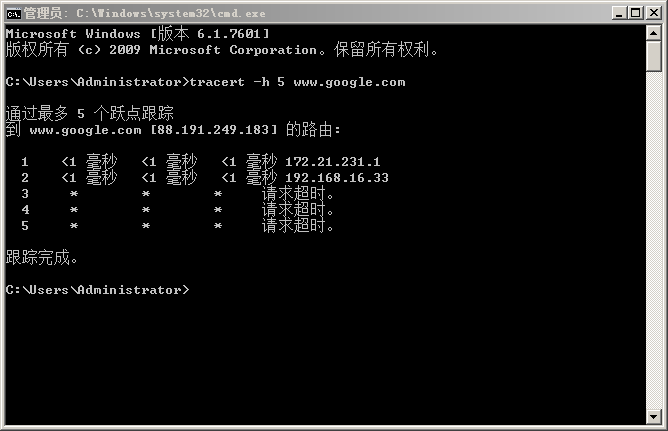 管理员: C:\Windows\system32\cmd.exe
Microsoft Windows [版本 6.1.7601]
版权所有 (c) 2009 Microsoft Corporation。保留所有权利。
C:\Users\Administrator>tracert -h 5 www.google.com
通过最多 5 个跃点跟踪
到 www.google.com [88.191.249.183] 的路由:
1 <1 毫秒 <1 毫秒 <1 毫秒 172.21.231.1
2 <1 毫秒 <1 毫秒 <1 毫秒 192.168.16.33
3 * * * 请求超时。
4 * * * 请求超时。
5 * * * 请求超时。
跟踪完成。
C:\Users\Administrator>